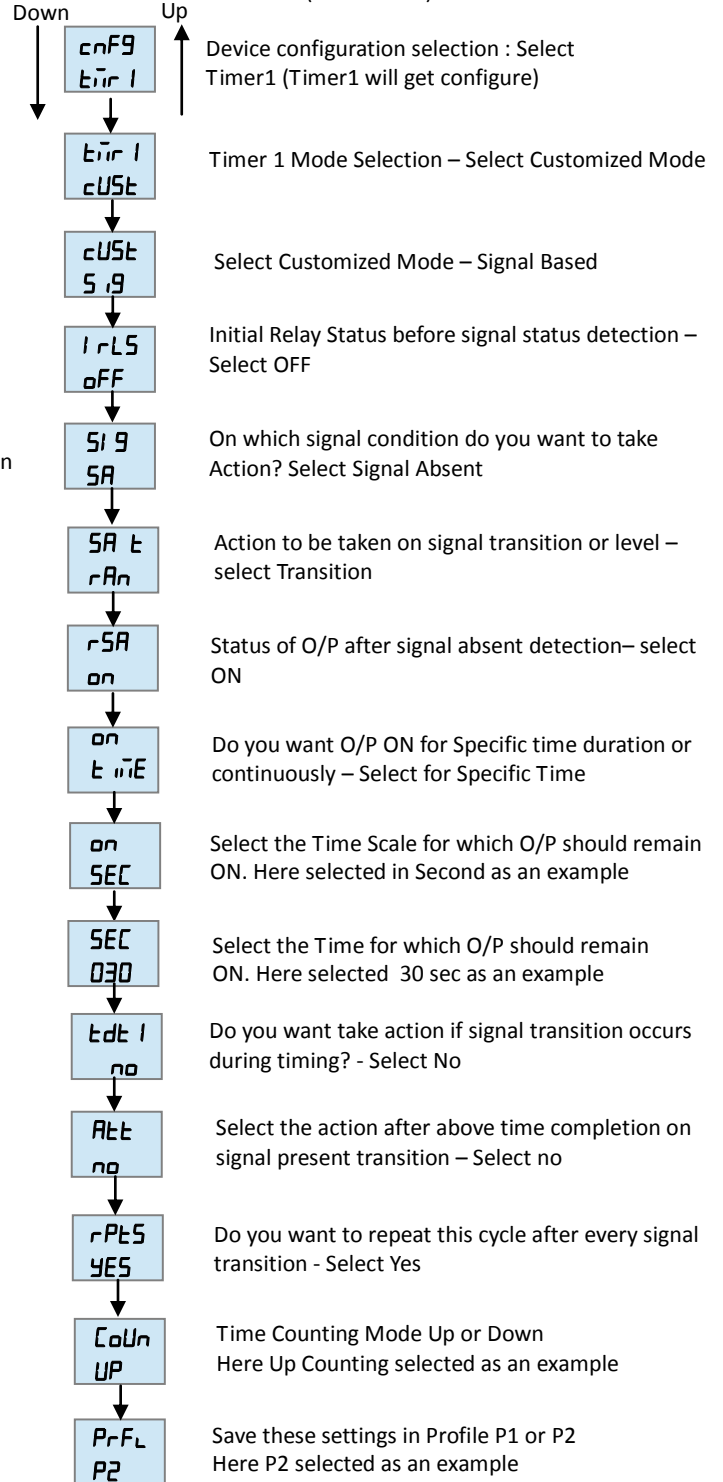 Down
Up
cnF9
tmr 1
Device configuration selection : Select
Timer1 (Timer1 will get configure)
tmr 1
cUSt
Timer 1 Mode Selection – Select Customized Mode
cUSt
Si9
Select Customized Mode – Signal Based
IrLS
oFF
Initial Relay Status before signal status detection –
Select OFF
SI 9
SA
On which signal condition do you want to take
Action? Select Signal Absent
n
SA t
rAn
Action to be taken on signal transition or level –
select Transition
rSA
on
Status of O/P after signal absent detection– select
ON
on
timE
Do you want O/P ON for Specific time duration or
continuously – Select for Specific Time
on
SEC
Select the Time Scale for which O/P should remain
ON. Here selected in Second as an example
SEC
030
Select the Time for which O/P should remain
ON. Here selected 30 sec as an example
tdt 1
no
Do you want take action if signal transition occurs
during timing? - Select No
Att
no
Select the action after above time completion on
signal present transition – Select no
rPtS
YES
Do you want to repeat this cycle after every signal
transition - Select Yes
CoUn
UP
Time Counting Mode Up or Down
Here Up Counting selected as an example
PrFL
P2
Save these settings in Profile P1 or P2
Here P2 selected as an example